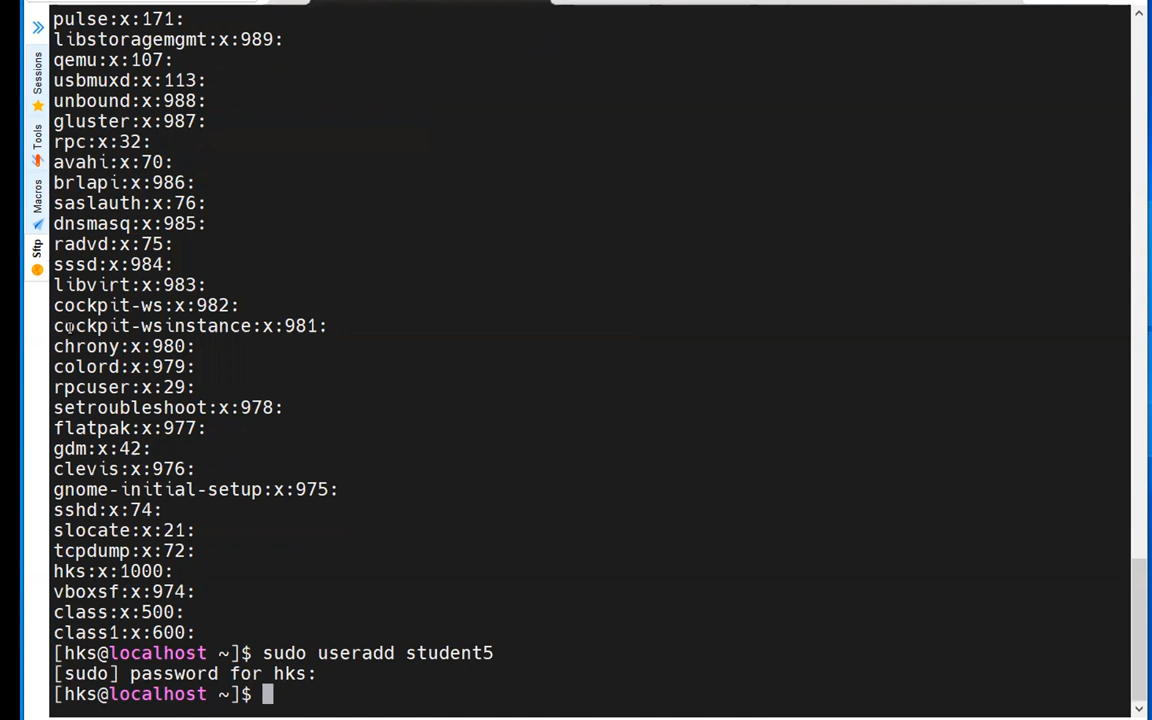 Sessions
Tools
Macros
Sftp
pulse:x:171:
libstoragemgmt:x:989:
qemu:x:107:
usbmuxd:x:113:
unbound:x:988:
gluster:x:987:
rpc:x:32:
avahi:x:70:
brlapi:x:986:
saslauth:x:76:
dnsmasq:x:985:
radvd:x:75:
sssd:x:984:
libvirt:x:983:
cockpit-ws:x:982:
cockpit-wsinstance:x:981:
chrony:x:980:
colord:x:979:
rpcuser:x:29:
setroubleshoot:x:978:
flatpak:x:977:
gdm:x:42:
clevis:x:976:
gnome-initial-setup:x:975:
sshd:x:74:
slocate:x:21:
tcpdump:x:72:
hks:x:1000:
vboxsf:x:974:
class:x:500:
class1:x:600:
[hks@localhost ~]$ sudo useradd student5
[sudo] password for hks:
[hks@localhost ~]$